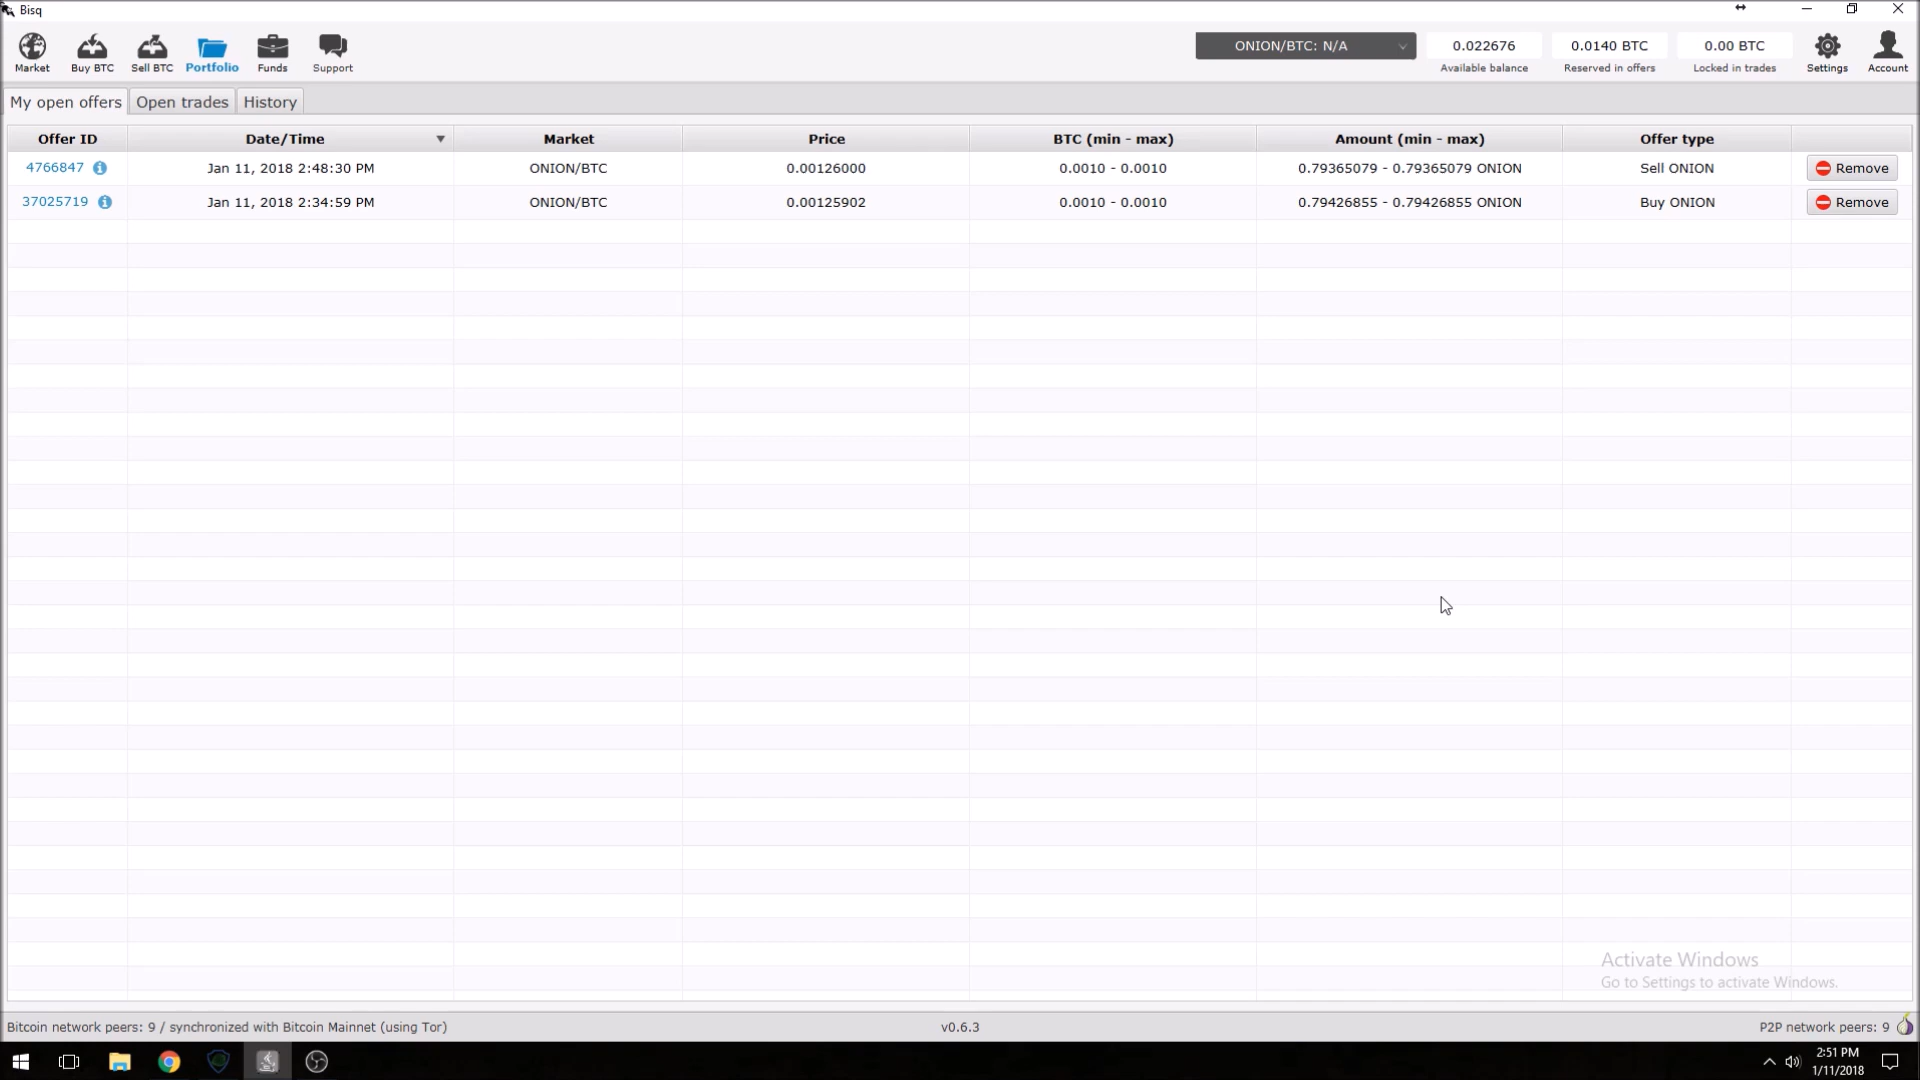 Bisq
Market Buy BTC Sell BTC Portfolio Funds Support
ONION/BTC: N/A
0.022676 0.0140 BTC 0.00 BTC
Available balance Reserved in offers Locked in trades
Settings Account
My open offers Open trades History
Offer ID Date/Time Market Price BTC (min - max) Amount (min - max) Offer type
4766847 Jan 11, 2018 2:48:30 PM ONION/BTC 0.00126000 0.0010 - 0.0010 0.79365079 - 0.79365079 ONION Sell ONION Remove
37025719 Jan 11, 2018 2:34:59 PM ONION/BTC 0.00125902 0.0010 - 0.0010 0.79426855 - 0.79426855 ONION Buy ONION Remove
Activate Windows
Go to Settings to activate Windows.
Bitcoin network peers: 9 / synchronized with Bitcoin Mainnet (using Tor) v0.6.3 P2P network peers: 9
2:51 PM
1/11/2018